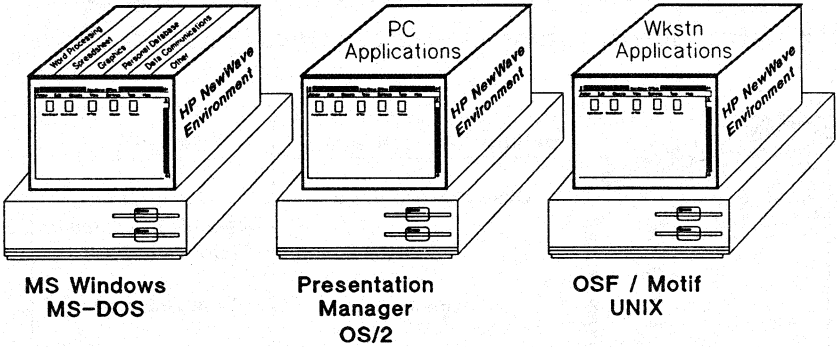 Word Processing
Spreadsheet
Graphics
Personal Database
Data Communications
Other
HP NewWave
Environment
MS Windows
MS-DOS
PC
Applications
HP NewWave
Environment
Presentation
Manager
OS/2
Wkstn
Applications
HP NewWave
Environment
OSF / Motif
UNIX